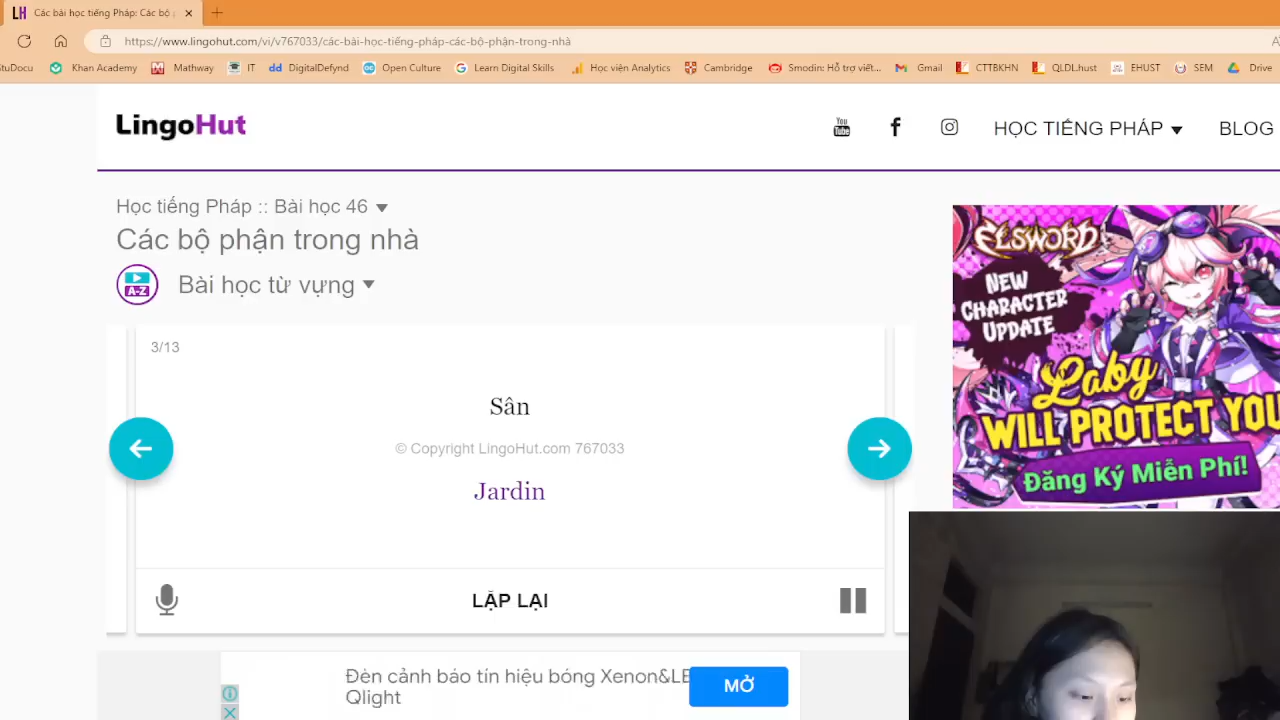 Các bài học tiếng Pháp: Các bộ p
https://www.lingohut.com/vi/v767033/các-bài-học-tiếng-pháp-các-bộ-phận-trong-nhà
StuDocu Khan Academy Mathway IT DigitalDefynd Open Culture Learn Digital Skills Học viện Analytics Cambridge Smodin: Hỗ trợ viết... Gmail CTTBKHN QLDL.hust EHUST SEM Drive
LingoHut
You Tube
HỌC TIẾNG PHÁP BLOG
Học tiếng Pháp :: Bài học 46
Các bộ phận trong nhà
A-Z
Bài học từ vựng
3/13
Sân
© Copyright LingoHut.com 767033
Jardin
LẶP LẠI
ELSWORD
NEW
CHARACTER
UPDATE
Laby
WILL PROTECT YOU
Đăng Ký Miễn Phí!
Đèn cảnh báo tín hiệu bóng Xenon&LE
Qlight
MỞ